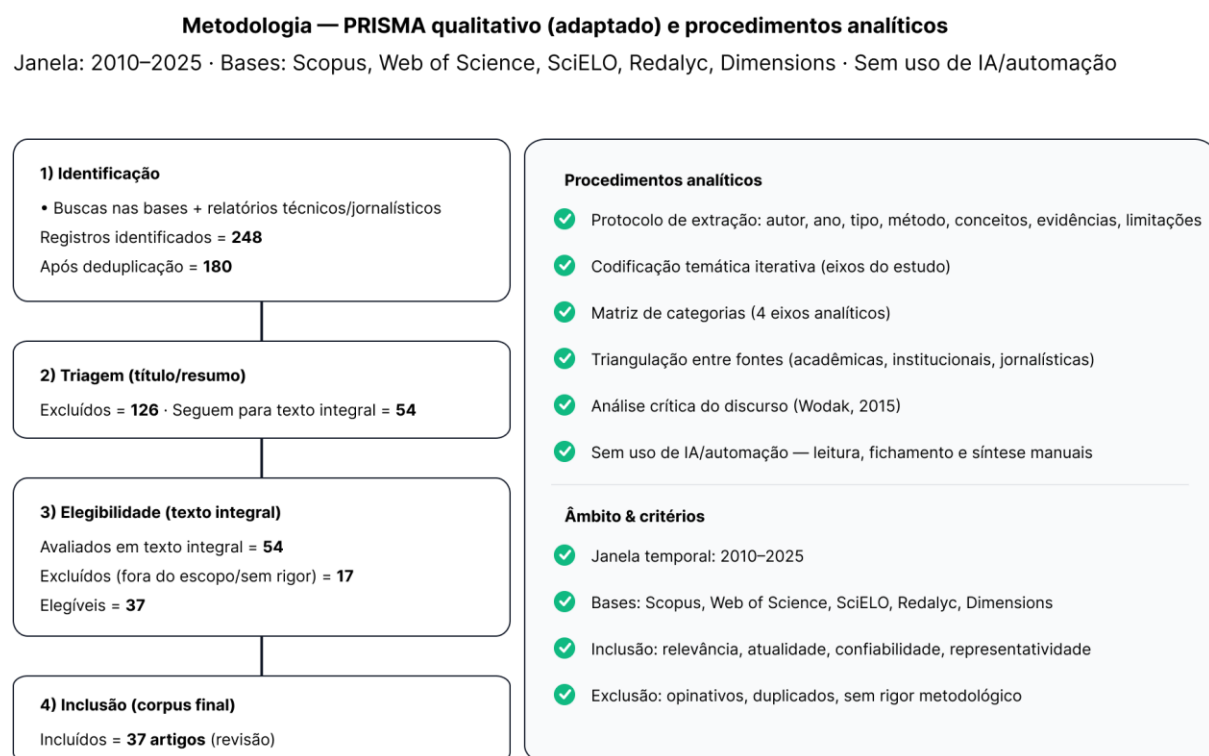 Metodologia — PRISMA qualitativo (adaptado) e procedimentos analíticos
Janela: 2010–2025 · Bases: Scopus, Web of Science, SciELO, Redalyc, Dimensions · Sem uso de IA/automação
1) Identificação
• Buscas nas bases + relatórios técnicos/jornalísticos
Registros identificados = 248
Após deduplicação = 180
2) Triagem (título/resumo)
Excluídos = 126 · Seguem para texto integral = 54
3) Elegibilidade (texto integral)
Avaliados em texto integral = 54
Excluídos (fora do escopo/sem rigor) = 17
Elegíveis = 37
4) Inclusão (corpus final)
Incluídos = 37 artigos (revisão)
Procedimentos analíticos
Protocolo de extração: autor, ano, tipo, método, conceitos, evidências, limitações
Codificação temática iterativa (eixos do estudo)
Matriz de categorias (4 eixos analíticos)
Triangulação entre fontes (acadêmicas, institucionais, jornalísticas)
Análise crítica do discurso (Wodak, 2015)
Sem uso de IA/automação — leitura, fichamento e síntese manuais
Âmbito & critérios
Janela temporal: 2010–2025
Bases: Scopus, Web of Science, SciELO, Redalyc, Dimensions
Inclusão: relevância, atualidade, confiabilidade, representatividade
Exclusão: opinativos, duplicados, sem rigor metodológico